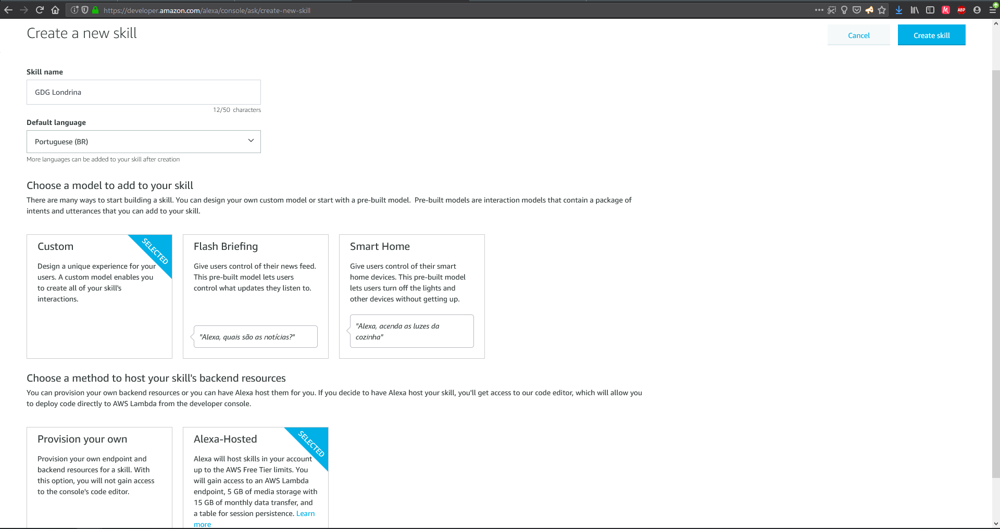 https://developer.amazon.com/alexa/console/ask/create-new-skill
ABP
Create a new skill
Cancel
Create skill
Skill name
GDG Londrina
12/50 characters
Default language
Portuguese (BR)
More languages can be added to your skill after creation
Choose a model to add to your skill
There are many ways to start building a skill. You can design your own custom model or start with a pre-built model. Pre-built models are interaction models that contain a package of
intents and utterances that you can add to your skill.
Custom
SELECTED
Design a unique experience for your
users. A custom model enables you
to create all of your skill's
interactions.
Flash Briefing
Give users control of their news feed.
This pre-built model lets users
control what updates they listen to.
"Alexa, quais são as notícias?"
Smart Home
Give users control of their smart
home devices. This pre-built model
lets users turn off the lights and
other devices without getting up.
"Alexa, acenda as luzes da
cozinha"
Choose a method to host your skill's backend resources
You can provision your own backend resources or you can have Alexa host them for you. If you decide to have Alexa host your skill, you'll get access to our code editor, which will allow you
to deploy code directly to AWS Lambda from the developer console.
Provision your own
Provision your own endpoint and
backend resources for a skill. With
this option, you will not gain access
to the console's code editor.
Alexa-Hosted
SELECTED
Alexa will host skills in your account
up to the AWS Free Tier limits. You
will gain access to an AWS Lambda
endpoint, 5 GB of media storage with
15 GB of monthly data transfer, and
a table for session persistence. Learn
more